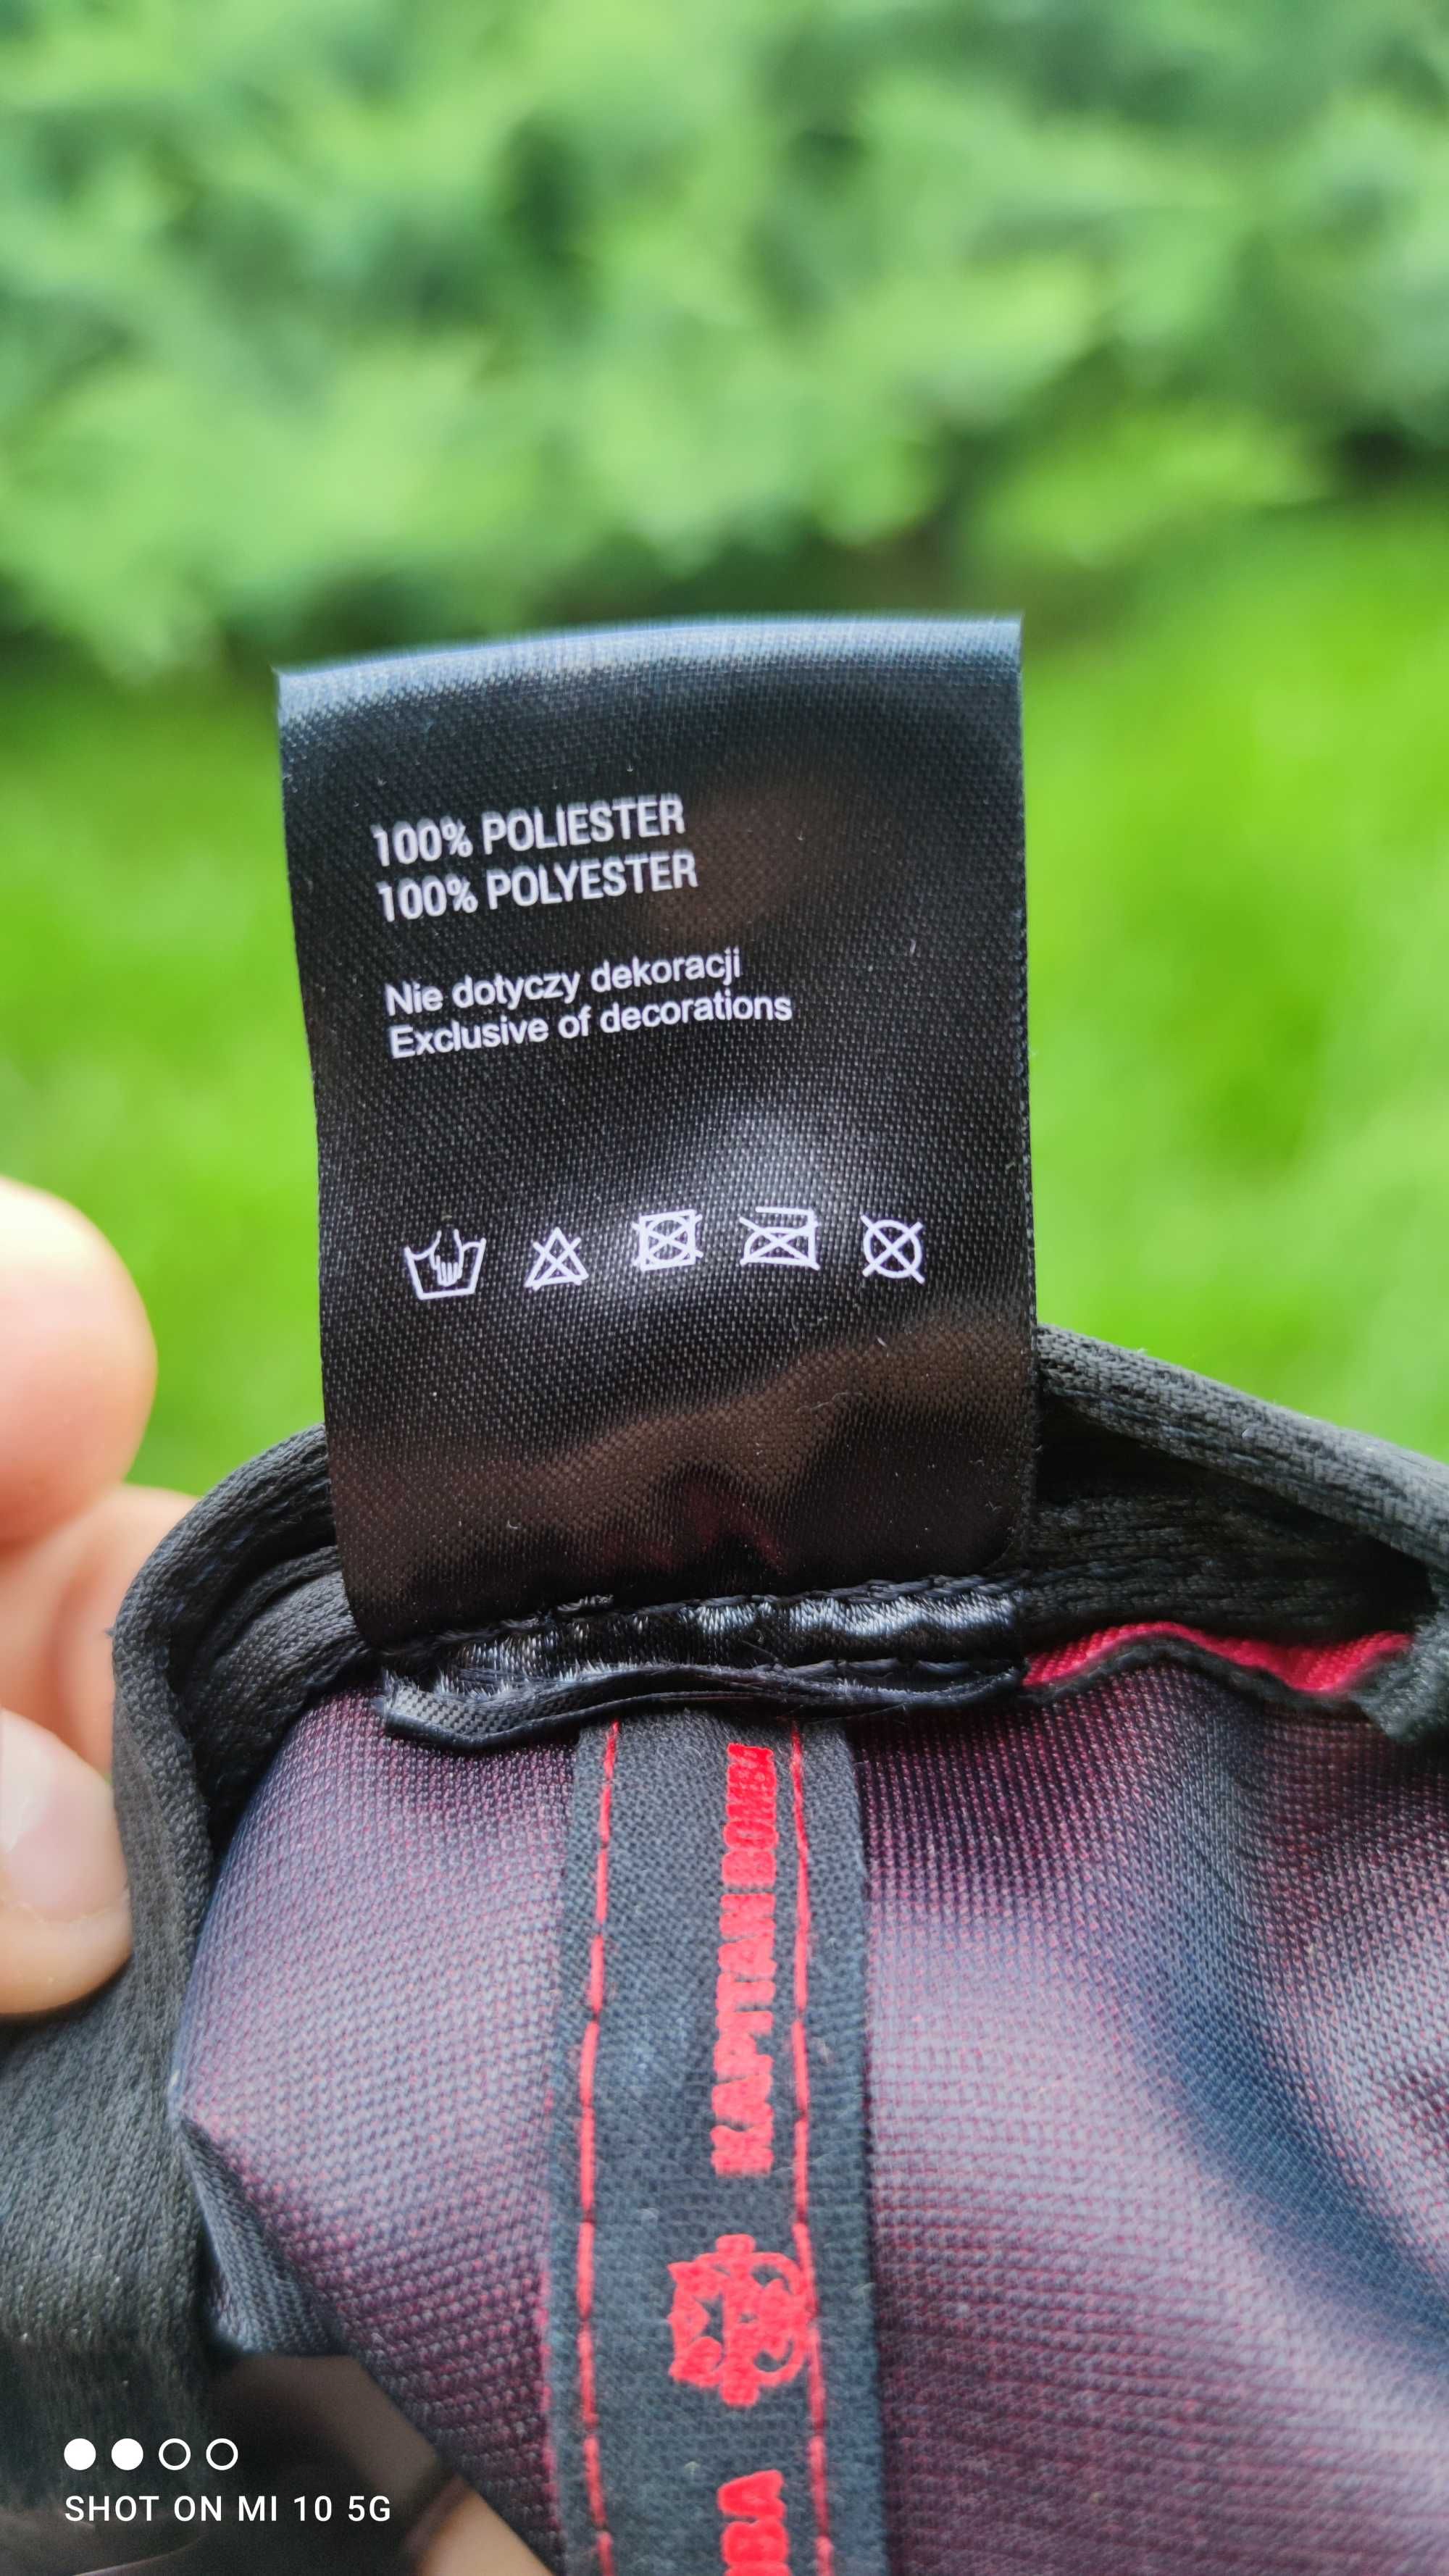 100% POLIESTER
100% POLYESTER
Nie dotyczy dekoracji
Exclusive of decorations
KAPITAN BOMBA
SHOT ON MI 10 5G